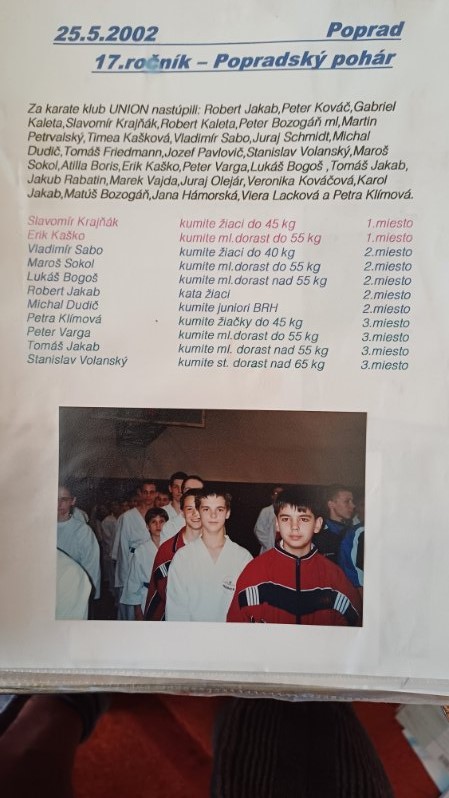 25.5.2002 Poprad
17.ročník – Popradský pohár
Za karate klub UNION nastúpili: Robert Jakab,Peter Kováč,Gabriel
Kaleta,Slavomír Krajňák,Robert Kaleta,Peter Bozogáň ml,Martin
Petrvalský,Timea Kašková,Vladimír Sabo,Juraj Schmidt,Michal
Dudič,Tomáš Friedmann,Jozef Pavlovič,Stanislav Volanský,Maroš
Sokol,Atilla Boris,Erik Kaško,Peter Varga,Lukáš Bogoš ,Tomáš Jakab,
Jakub Rabatin,Marek Vajda,Juraj Olejár,Veronika Kováčová,Karol
Jakab,Matúš Bozogáň,Jana Hámorská,Viera Lacková a Petra Klímová.
Slavomír Krajňák kumite žiaci do 45 kg 1.miesto
Erik Kaško kumite ml.dorast do 55 kg 1.miesto
Vladimír Sabo kumite žiaci do 40 kg 2.miesto
Maroš Sokol kumite ml.dorast do 55 kg 2.miesto
Lukáš Bogoš kumite ml.dorast nad 55 kg 2.miesto
Robert Jakab kata žiaci 2.miesto
Michal Dudič kumite juniori BRH 2.miesto
Petra Klímová kumite žiačky do 45 kg 3.miesto
Peter Varga kumite ml.dorast do 55 kg 3.miesto
Tomáš Jakab kumite ml. dorast nad 55 kg 3.miesto
Stanislav Volanský kumite st. dorast nad 65 kg 3.miesto